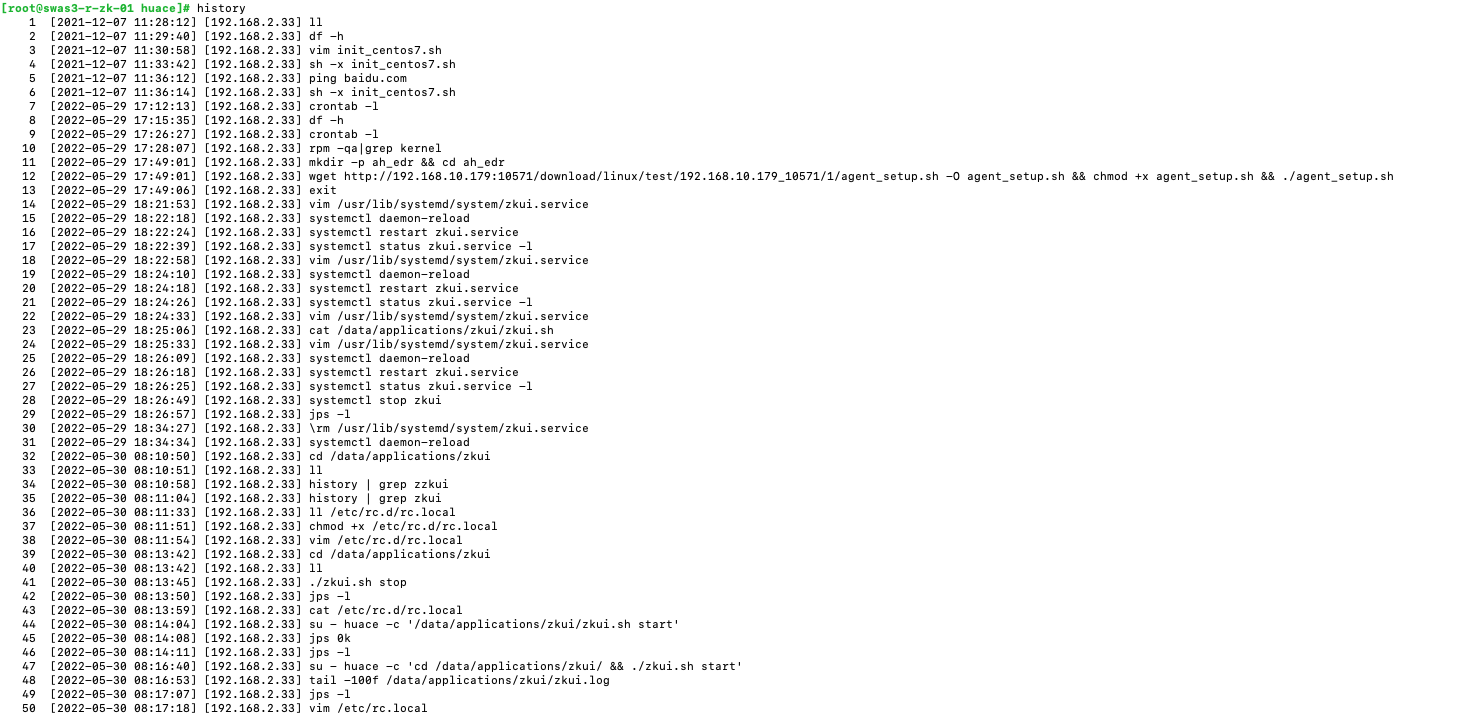 [root@swas3-r-zk-01 huace]# history
1 [2021-12-07 11:28:12] [192.168.2.33] ll
2 [2021-12-07 11:29:40] [192.168.2.33] df -h
3 [2021-12-07 11:30:58] [192.168.2.33] vim init_centos7.sh
4 [2021-12-07 11:33:42] [192.168.2.33] sh -x init_centos7.sh
5 [2021-12-07 11:36:12] [192.168.2.33] ping baidu.com
6 [2021-12-07 11:36:14] [192.168.2.33] sh -x init_centos7.sh
7 [2022-05-29 17:12:13] [192.168.2.33] crontab -l
8 [2022-05-29 17:15:35] [192.168.2.33] df -h
9 [2022-05-29 17:26:27] [192.168.2.33] crontab -l
10 [2022-05-29 17:28:07] [192.168.2.33] rpm -qa|grep kernel
11 [2022-05-29 17:49:01] [192.168.2.33] mkdir -p ah_edr && cd ah_edr
12 [2022-05-29 17:49:01] [192.168.2.33] wget http://192.168.10.179:10571/download/linux/test/192.168.10.179_10571/1/agent_setup.sh -O agent_setup.sh && chmod +x agent_setup.sh && ./agent_setup.sh
13 [2022-05-29 17:49:06] [192.168.2.33] exit
14 [2022-05-29 18:21:53] [192.168.2.33] vim /usr/lib/systemd/system/zkui.service
15 [2022-05-29 18:22:18] [192.168.2.33] systemctl daemon-reload
16 [2022-05-29 18:22:24] [192.168.2.33] systemctl restart zkui.service
17 [2022-05-29 18:22:39] [192.168.2.33] systemctl status zkui.service -l
18 [2022-05-29 18:22:58] [192.168.2.33] vim /usr/lib/systemd/system/zkui.service
19 [2022-05-29 18:24:10] [192.168.2.33] systemctl daemon-reload
20 [2022-05-29 18:24:18] [192.168.2.33] systemctl restart zkui.service
21 [2022-05-29 18:24:26] [192.168.2.33] systemctl status zkui.service -l
22 [2022-05-29 18:24:33] [192.168.2.33] vim /usr/lib/systemd/system/zkui.service
23 [2022-05-29 18:25:06] [192.168.2.33] cat /data/applications/zkui/zkui.sh
24 [2022-05-29 18:25:33] [192.168.2.33] vim /usr/lib/systemd/system/zkui.service
25 [2022-05-29 18:26:09] [192.168.2.33] systemctl daemon-reload
26 [2022-05-29 18:26:18] [192.168.2.33] systemctl restart zkui.service
27 [2022-05-29 18:26:25] [192.168.2.33] systemctl status zkui.service -l
28 [2022-05-29 18:26:49] [192.168.2.33] systemctl stop zkui
29 [2022-05-29 18:26:57] [192.168.2.33] jps -l
30 [2022-05-29 18:34:27] [192.168.2.33] \rm /usr/lib/systemd/system/zkui.service
31 [2022-05-29 18:34:34] [192.168.2.33] systemctl daemon-reload
32 [2022-05-30 08:10:50] [192.168.2.33] cd /data/applications/zkui
33 [2022-05-30 08:10:51] [192.168.2.33] ll
34 [2022-05-30 08:10:58] [192.168.2.33] history | grep zzkui
35 [2022-05-30 08:11:04] [192.168.2.33] history | grep zkui
36 [2022-05-30 08:11:33] [192.168.2.33] ll /etc/rc.d/rc.local
37 [2022-05-30 08:11:51] [192.168.2.33] chmod +x /etc/rc.d/rc.local
38 [2022-05-30 08:11:54] [192.168.2.33] vim /etc/rc.d/rc.local
39 [2022-05-30 08:13:42] [192.168.2.33] cd /data/applications/zkui
40 [2022-05-30 08:13:42] [192.168.2.33] ll
41 [2022-05-30 08:13:45] [192.168.2.33] ./zkui.sh stop
42 [2022-05-30 08:13:50] [192.168.2.33] jps -l
43 [2022-05-30 08:13:59] [192.168.2.33] cat /etc/rc.d/rc.local
44 [2022-05-30 08:14:04] [192.168.2.33] su - huace -c '/data/applications/zkui/zkui.sh start'
45 [2022-05-30 08:14:08] [192.168.2.33] jps 0k
46 [2022-05-30 08:14:11] [192.168.2.33] jps -l
47 [2022-05-30 08:16:40] [192.168.2.33] su - huace -c 'cd /data/applications/zkui/ && ./zkui.sh start'
48 [2022-05-30 08:16:53] [192.168.2.33] tail -100f /data/applications/zkui/zkui.log
49 [2022-05-30 08:17:07] [192.168.2.33] jps -l
50 [2022-05-30 08:17:18] [192.168.2.33] vim /etc/rc.local